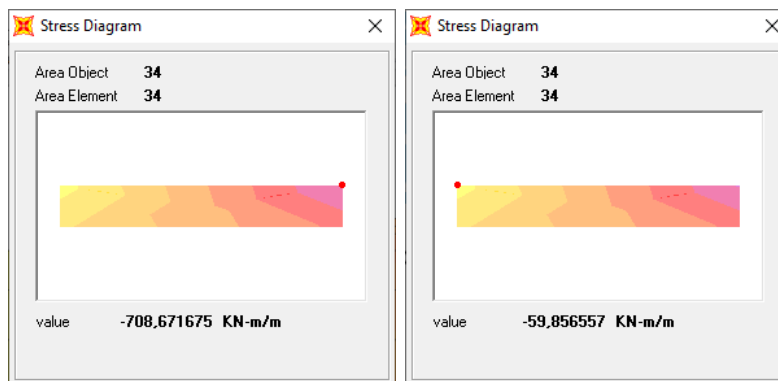 Stress Diagram
Area Object 34
Area Element 34
value -708,671675 KN-m/m
Stress Diagram
Area Object 34
Area Element 34
value -59,856557 KN-m/m